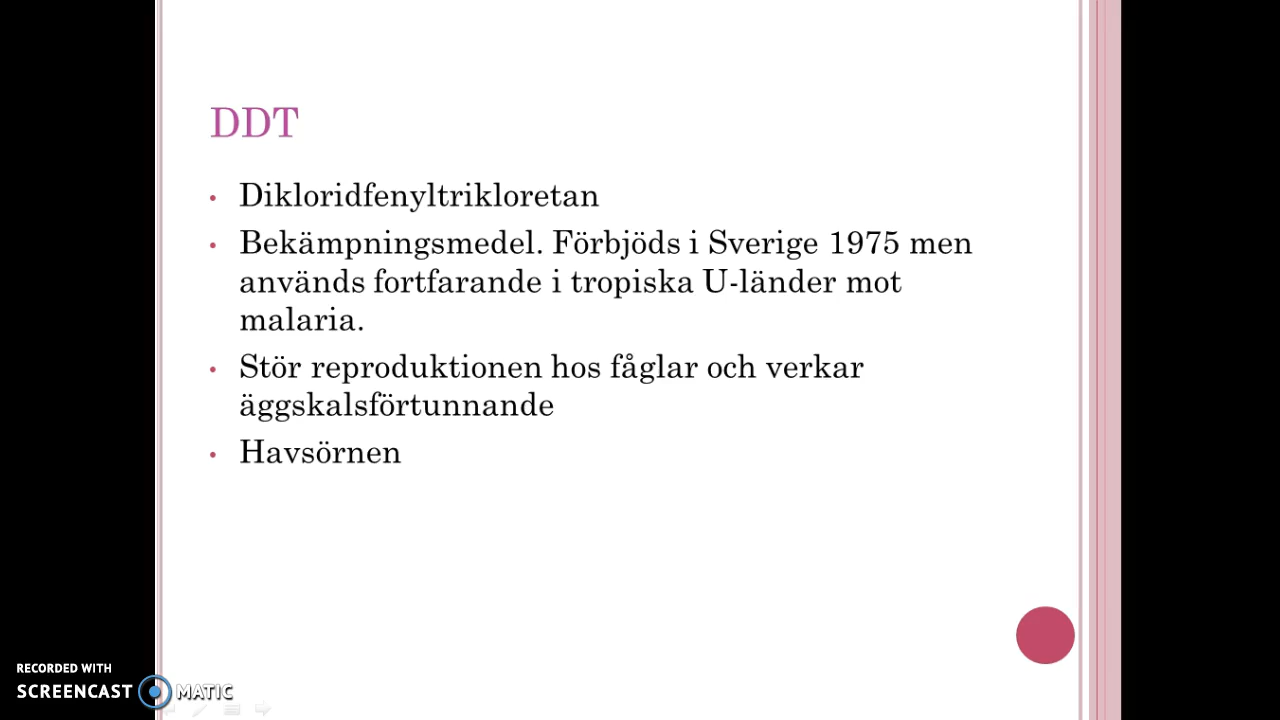 DDT
• Dikloridfenyltrikloretan
• Bekämpningsmedel. Förbjöds i Sverige 1975 men
används fortfarande i tropiska U-länder mot
malaria.
• Stör reproduktionen hos fåglar och verkar
äggskalsförtunnande
• Havsörnen
RECORDED WITH
SCREENCAST MATIC